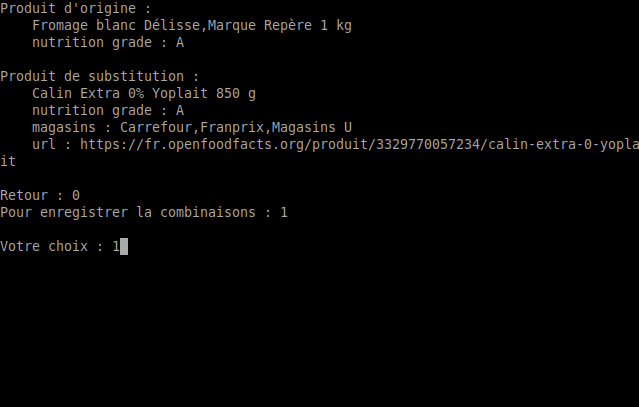 Produit d'origine :
Fromage blanc Délisse,Marque Repère 1 kg
nutrition grade : A
Produit de substitution :
Calin Extra 0% Yoplait 850 g
nutrition grade : A
magasins : Carrefour,Franprix,Magasins U
url : https://fr.openfoodfacts.org/produit/3329770057234/calin-extra-0-yopla
it
Retour : 0
Pour enregistrer la combinaisons : 1
Votre choix : 1